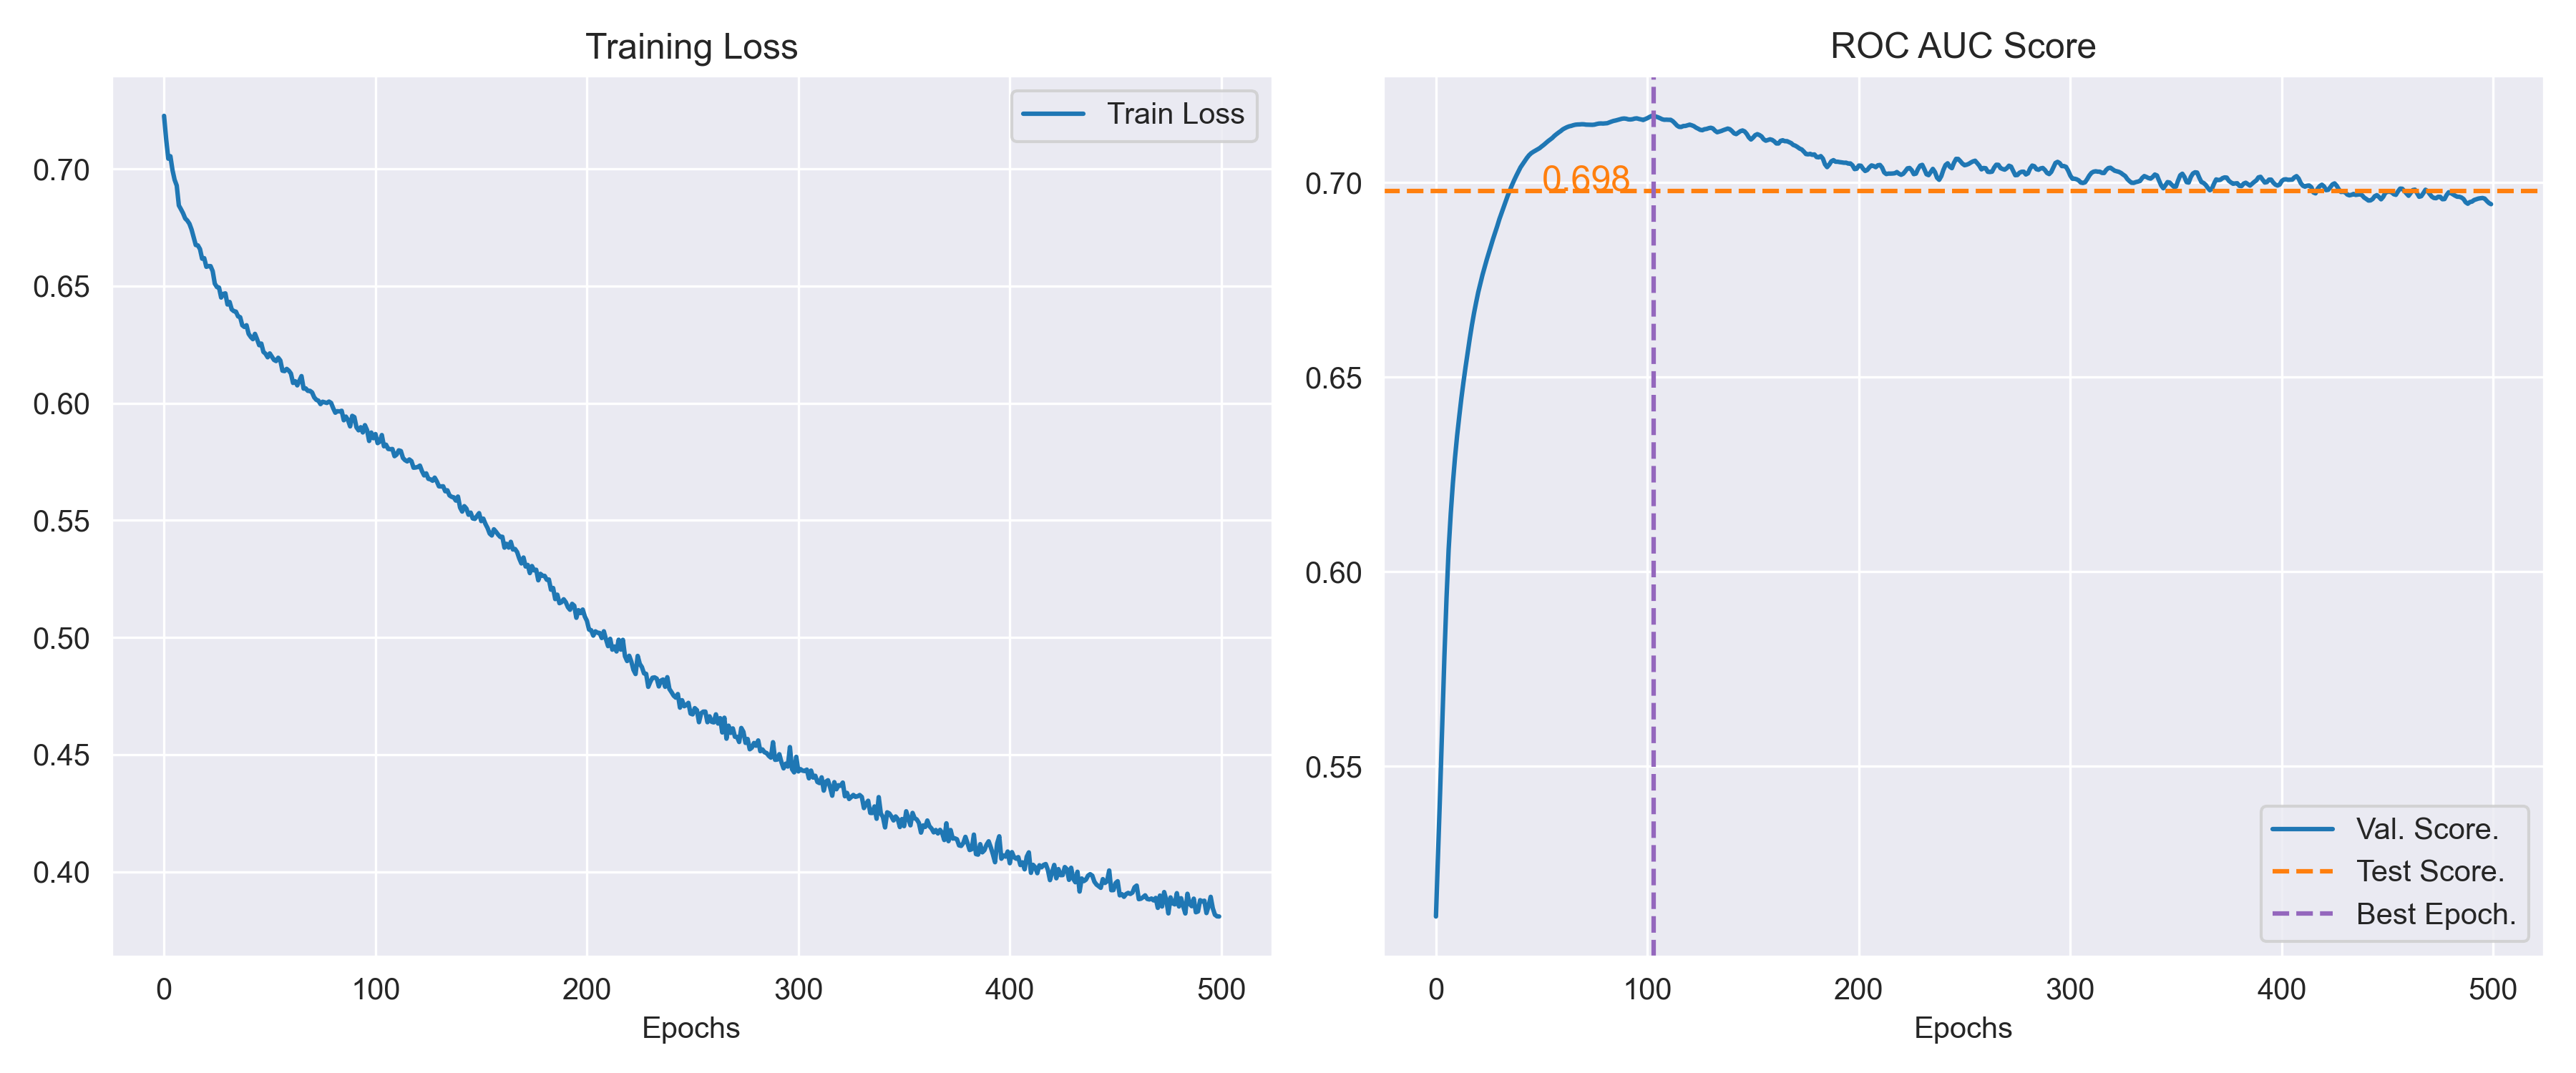 Training Loss
Train Loss
0.70
0.65
0.60
0.55
0.50
0.45
0.40
0 100 200 300 400 500
Epochs
ROC AUC Score
0.698
0.70
0.65
0.60
0.55
Val. Score.
Test Score.
Best Epoch.
0 100 200 300 400 500
Epochs